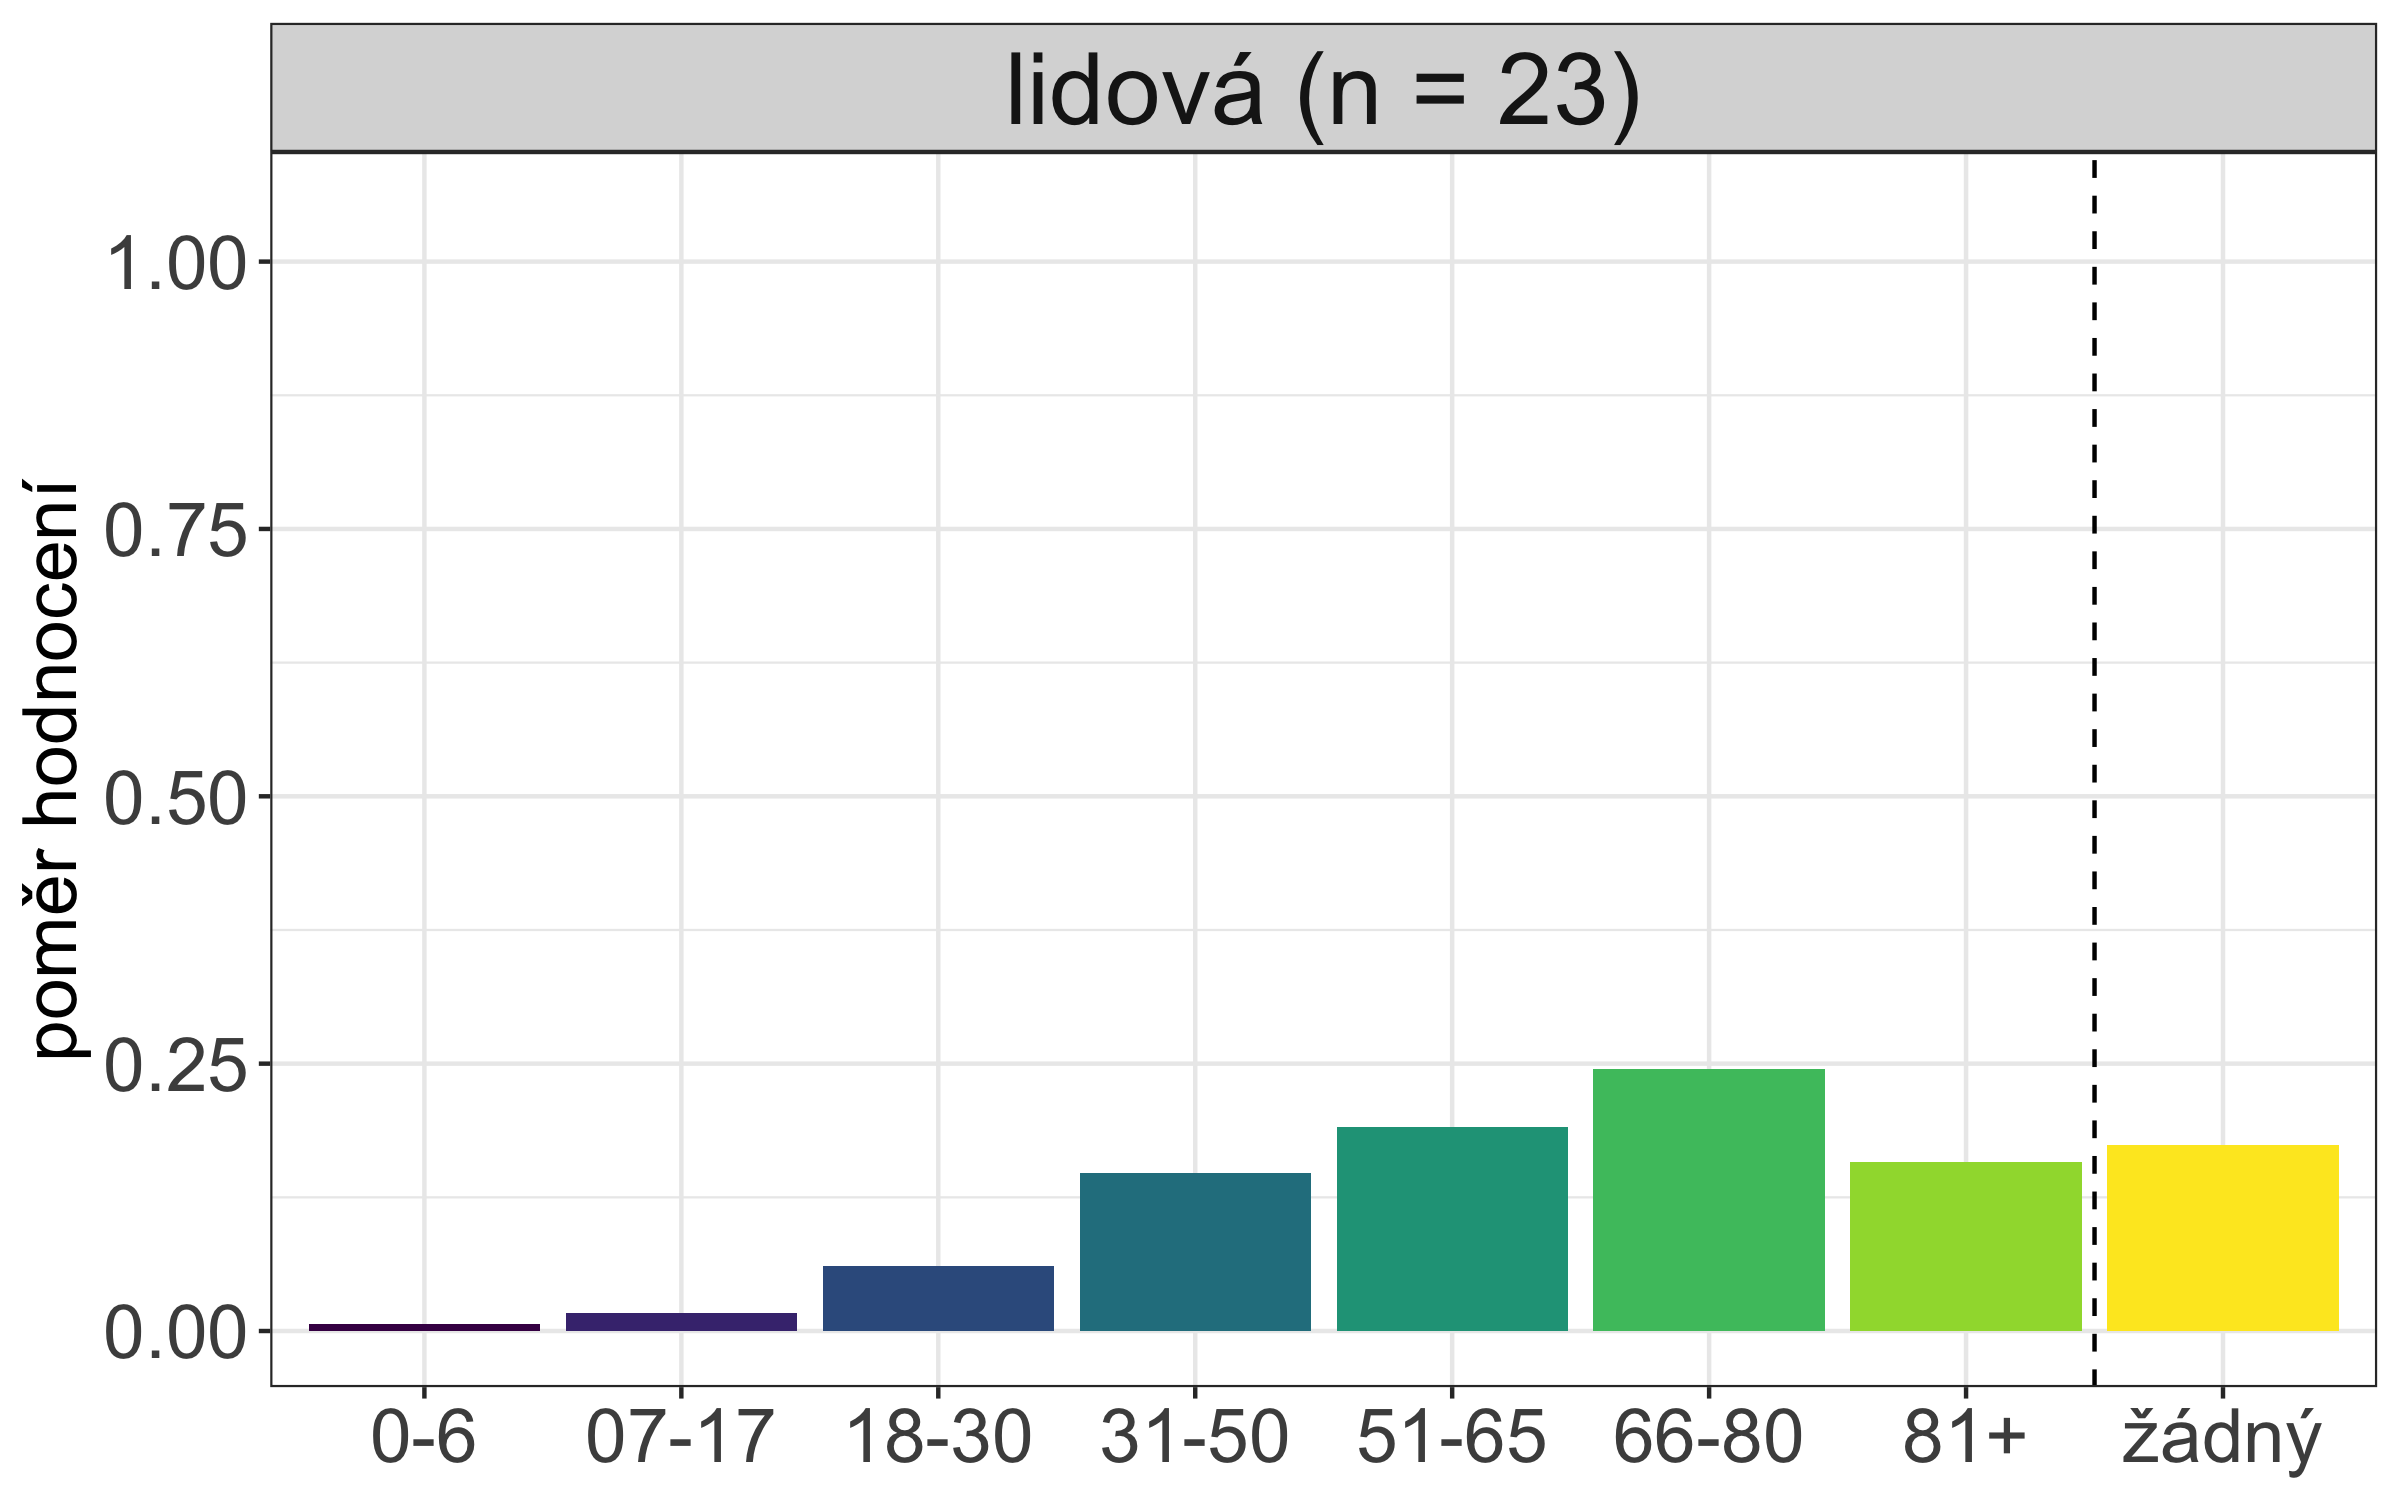 lidová (n = 23)
poměr hodnocení
1.00
0.75
0.50
0.25
0.00
0-6 07-17 18-30 31-50 51-65 66-80 81+ žádný